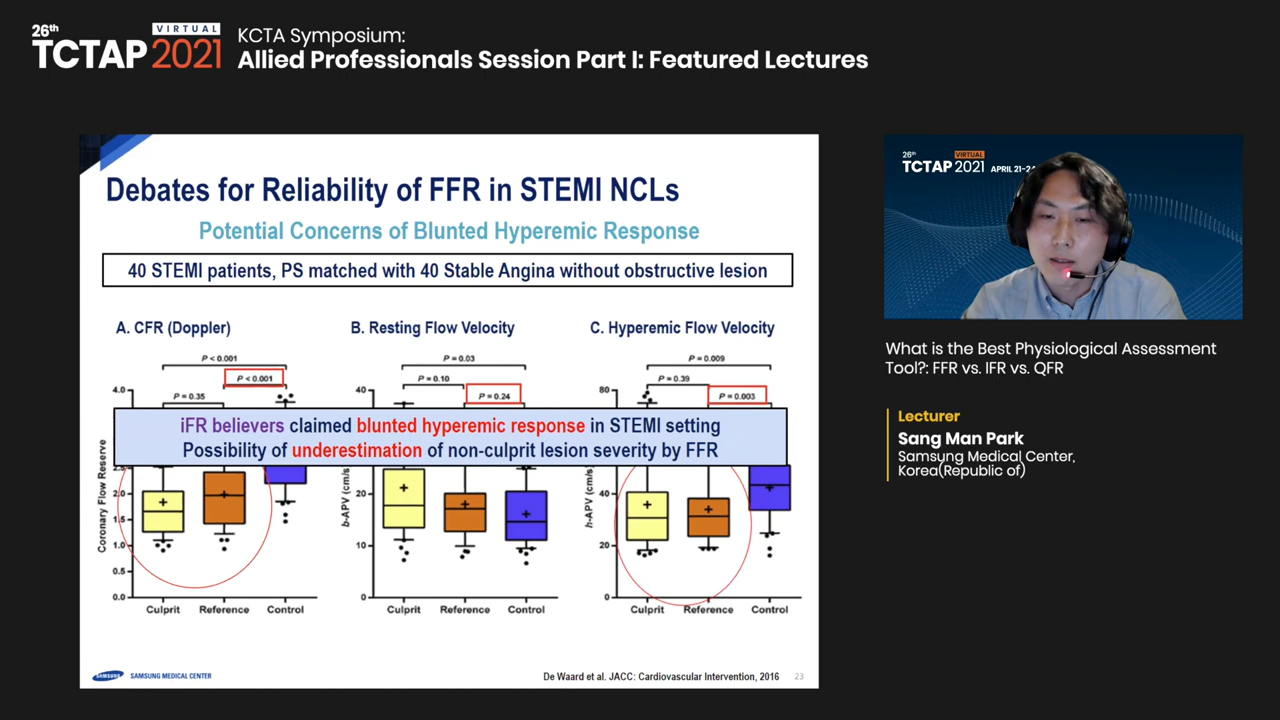 26th
VIRTUAL
TCTAP 2021
KCTA Symposium:
Allied Professionals Session Part I: Featured Lectures
Debates for Reliability of FFR in STEMI NCLs
Potential Concerns of Blunted Hyperemic Response
40 STEMI patients, PS matched with 40 Stable Angina without obstructive lesion
A. CFR (Doppler)
B. Resting Flow Velocity
C. Hyperemic Flow Velocity
P < 0.001
P < 0.001
P = 0.35
4.0
P = 0.03
P = 0.10
P = 0.24
40
P = 0.009
P = 0.39
P = 0.003
80
iFR believers claimed blunted hyperemic response in STEMI setting
Possibility of underestimation of non-culprit lesion severity by FFR
Coronary Flow Reserve
2.0
1.5
1.0
0.5
0.0
Culprit
Reference
Control
b-APV (cm/s
20
10
0
Culprit
Reference
Control
h-APV (cm/s
40
20
0
Culprit
Reference
Control
SAMSUNG
SAMSUNG MEDICAL CENTER
De Waard et al. JACC: Cardiovascular Intervention, 2016
23
26th
VIRTUAL
TCTAP 2021 APRIL 21-24
What is the Best Physiological Assessment
Tool?: FFR vs. IFR vs. QFR
Lecturer
Sang Man Park
Samsung Medical Center,
Korea(Republic of)